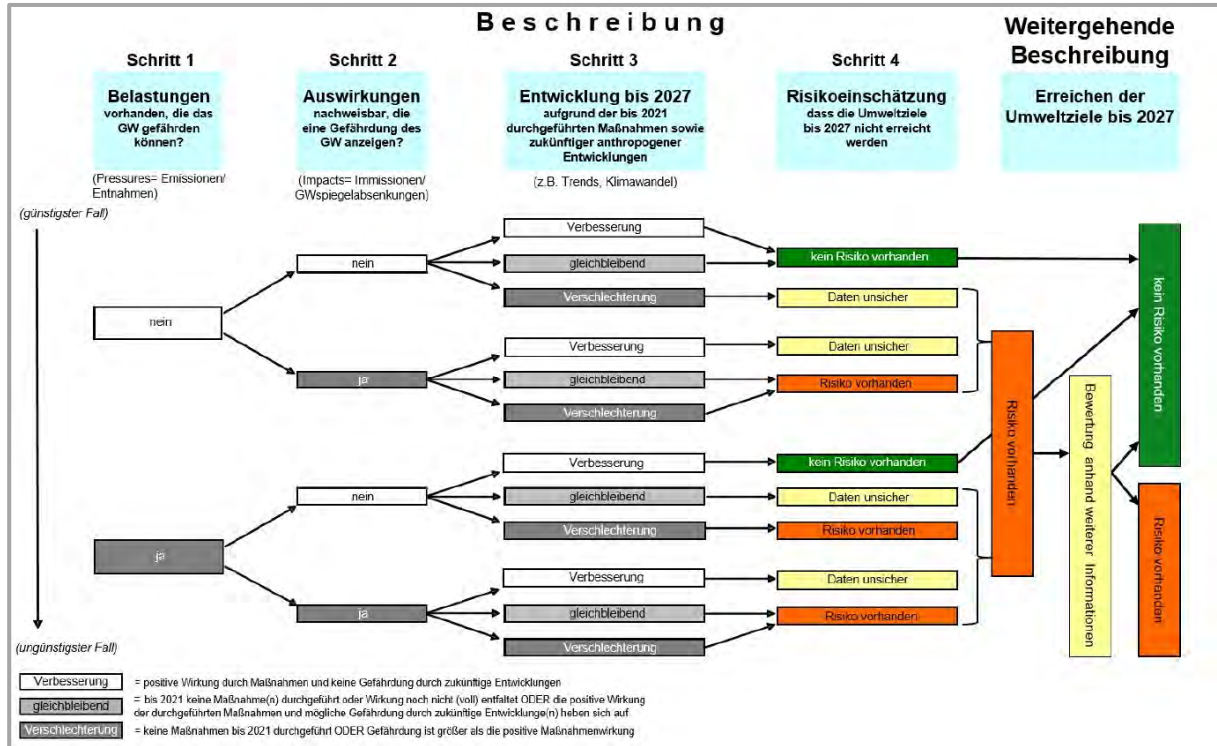 Beschreibung
Weitergehende
Beschreibung
Schritt 1
Schritt 2
Schritt 3
Schritt 4
Belastungen
vorhanden, die das
GW gefährden
können?
Auswirkungen
nachweisbar, die
eine Gefährdung des
GW anzeigen?
Entwicklung bis 2027
aufgrund der bis 2021
durchgeführten Maßnahmen sowie
zukünftiger anthropogener
Entwicklungen
Risikoeinschätzung
dass die Umweltziele
bis 2027 nicht erreicht
werden
Erreichen der
Umweltziele bis 2027
(Pressures= Emissionen/
Entnahmen)
(Impacts= Immissionen/
GWspiegelabsenkungen)
(z.B. Trends, Klimawandel)
(günstigster Fall)
nein
nein
Verbesserung
gleichbleibend
Verschlechterung
kein Risiko vorhanden
Daten unsicher
ja
Verbesserung
gleichbleibend
Verschlechterung
Daten unsicher
Risiko vorhanden
ja
nein
Verbesserung
gleichbleibend
Verschlechterung
kein Risiko vorhanden
Daten unsicher
Risiko vorhanden
ja
Verbesserung
gleichbleibend
Verschlechterung
Daten unsicher
Risiko vorhanden
Risiko vorhanden
Bewertung anhand weiterer Informationen
kein Risiko vorhanden
Risiko vorhanden
(ungünstigster Fall)
Verbesserung = positive Wirkung durch Maßnahmen und keine Gefährdung durch zukünftige Entwicklungen
gleichbleibend = bis 2021 keine Maßnahme(n) durchgeführt oder Wirkung noch nicht (voll) entfaltet ODER die positive Wirkung
der durchgeführten Maßnahmen und mögliche Gefährdung durch zukünftige Entwicklunge(n) heben sich auf
Verschlechterung = keine Maßnahmen bis 2021 durchgeführt ODER Gefährdung ist größer als die positive Maßnahmenwirkung